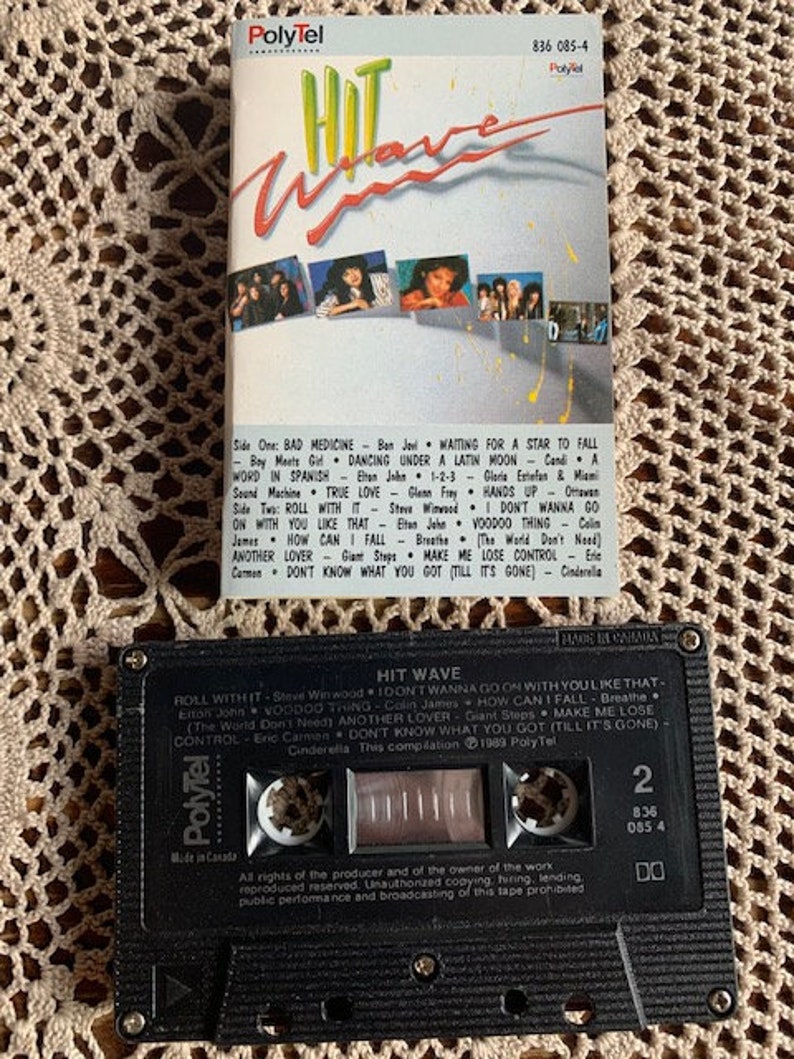 PolyTel
836 085-4
PolyTel
HIT
Wave
Side One: BAD MEDICINE – Bon Jovi • WAITING FOR A STAR TO FALL
– Boy Meets Girl • DANCING UNDER A LATIN MOON – Candi • A
WORD IN SPANISH – Elton John • 1-2-3 – Gloria Estefan & Miami
Sound Machine • TRUE LOVE – Glenn Frey • HANDS UP – Ottawan
Side Two: ROLL WITH IT – Steve Winwood • I DON'T WANNA GO
ON WITH YOU LIKE THAT – Elton John • VOODOO THING – Colin
James • HOW CAN I FALL – Breathe • (The World Don't Need)
ANOTHER LOVER – Giant Steps • MAKE ME LOSE CONTROL – Eric
Carmen • DON'T KNOW WHAT YOU GOT (TILL IT'S GONE) – Cinderella
MADE IN CANADA
HIT WAVE
ROLL WITH IT - Steve Winwood • I DON'T WANNA GO ON WITH YOU LIKE THAT -
Elton John • VOODOO THING - Colin James • HOW CAN I FALL - Breathe •
(The World Don't Need) ANOTHER LOVER - Giant Steps • MAKE ME LOSE
CONTROL - Eric Carmen • DON'T KNOW WHAT YOU GOT (TILL IT'S GONE) -
Cinderella This compilation ℗1989 PolyTel
PolyTel
Made in Canada
2
836
085 4
All rights of the producer and of the owner of the work
reproduced reserved. Unauthorized copying, hiring, lending,
public performance and broadcasting of this tape prohibited